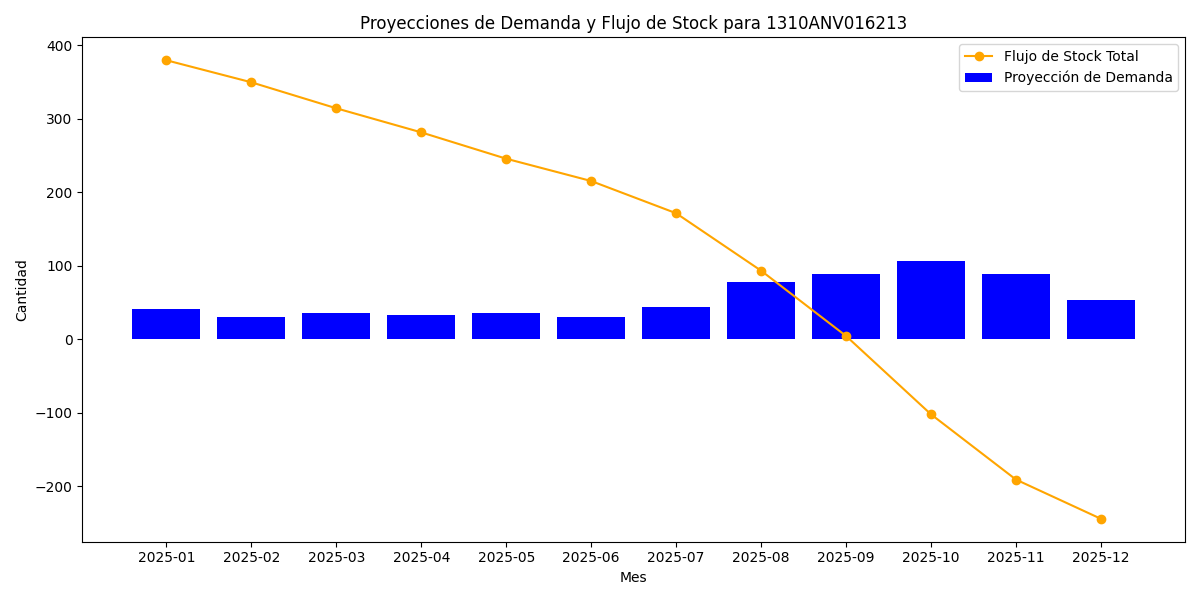 Proyecciones de Demanda y Flujo de Stock para 1310ANV016213
Flujo de Stock Total
Proyección de Demanda
Cantidad
400
300
200
100
0
−100
−200
2025-01 2025-02 2025-03 2025-04 2025-05 2025-06 2025-07 2025-08 2025-09 2025-10 2025-11 2025-12
Mes